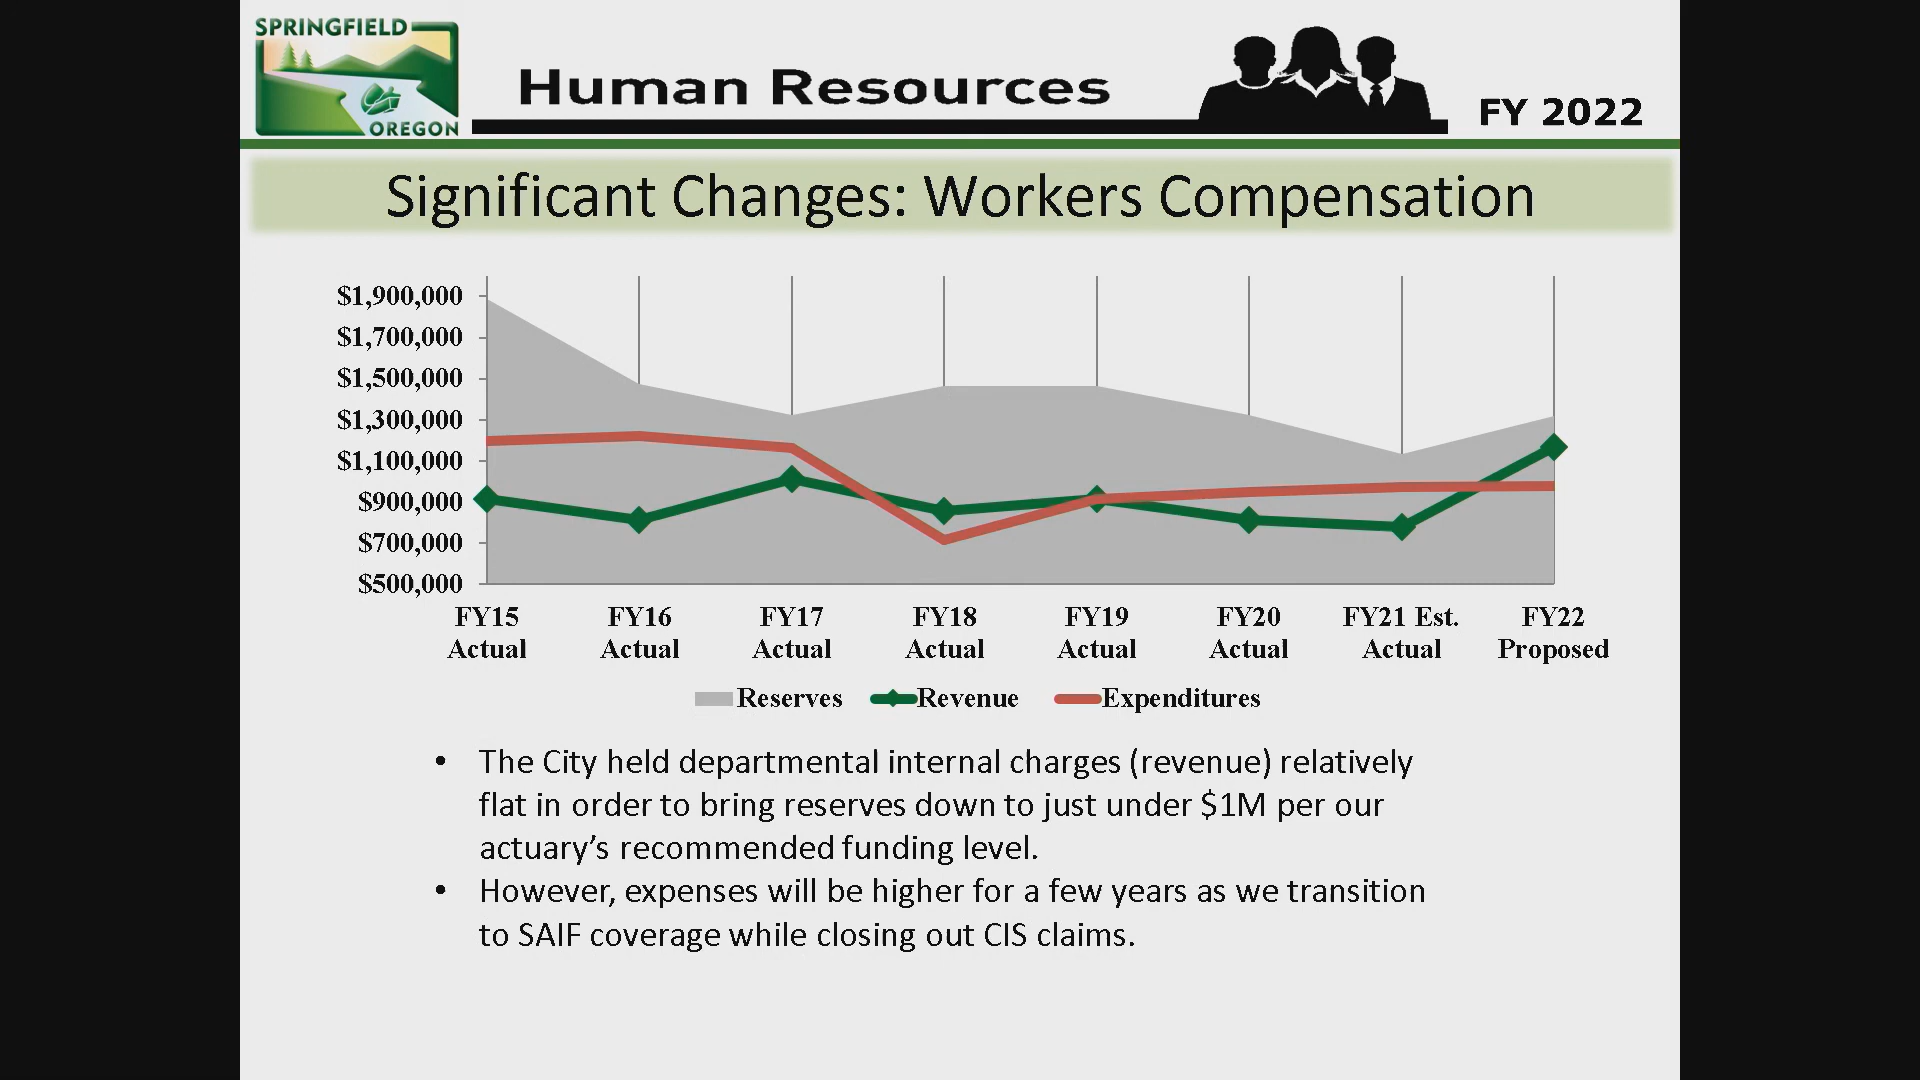 SPRINGFIELD
OREGON
Human Resources
FY 2022
Significant Changes: Workers Compensation
$1,900,000
$1,700,000
$1,500,000
$1,300,000
$1,100,000
$900,000
$700,000
$500,000
FY15 Actual
FY16 Actual
FY17 Actual
FY18 Actual
FY19 Actual
FY20 Actual
FY21 Est. Actual
FY22 Proposed
Reserves Revenue Expenditures
• The City held departmental internal charges (revenue) relatively
flat in order to bring reserves down to just under $1M per our
actuary’s recommended funding level.
• However, expenses will be higher for a few years as we transition
to SAIF coverage while closing out CIS claims.